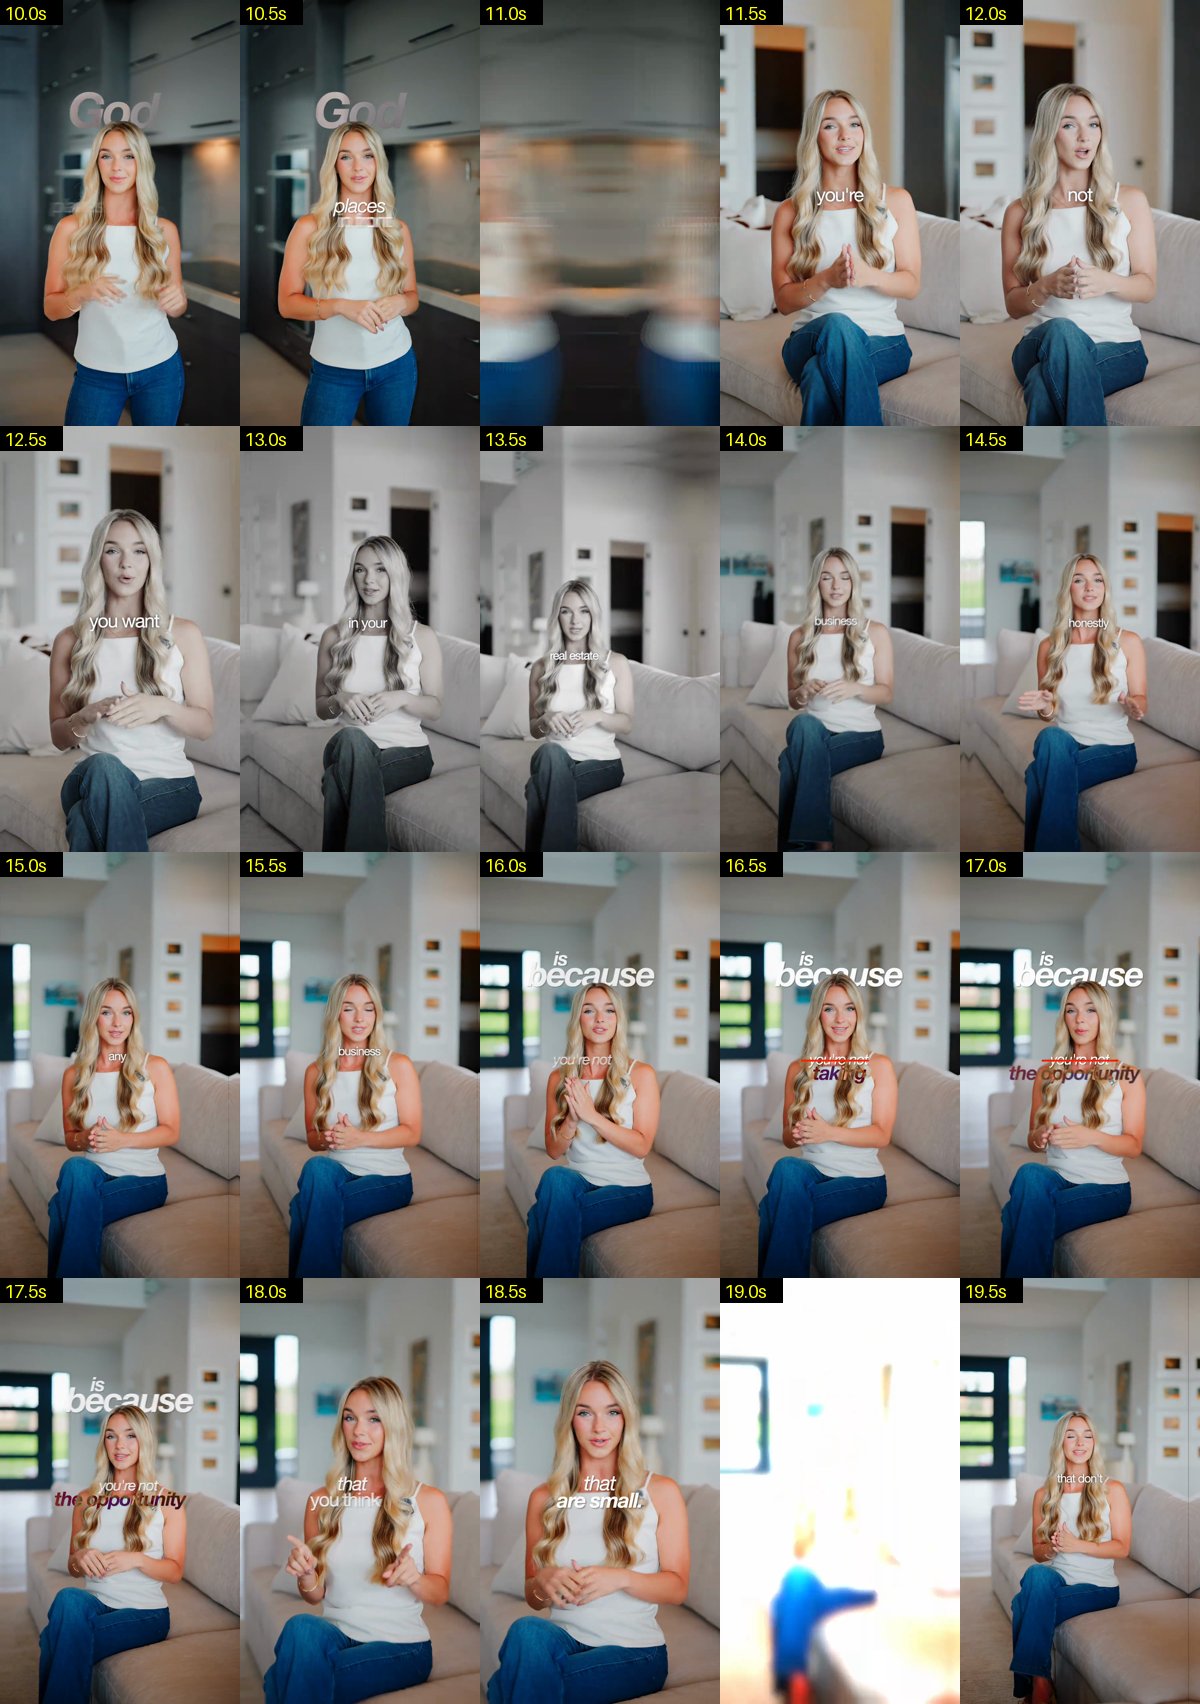 10.0s
God
10.5s
God
places
11.0s
11.5s
you're
12.0s
not
12.5s
you want
13.0s
in your
13.5s
real estate
14.0s
business
14.5s
honestly
15.0s
any
15.5s
business
16.0s
is
because
you're not
16.5s
is
because
you're not
taking
17.0s
is
because
you're not
the opportunity
17.5s
is
because
you're not
the opportunity
18.0s
that
you think
18.5s
that
are small.
19.0s
19.5s
that don't